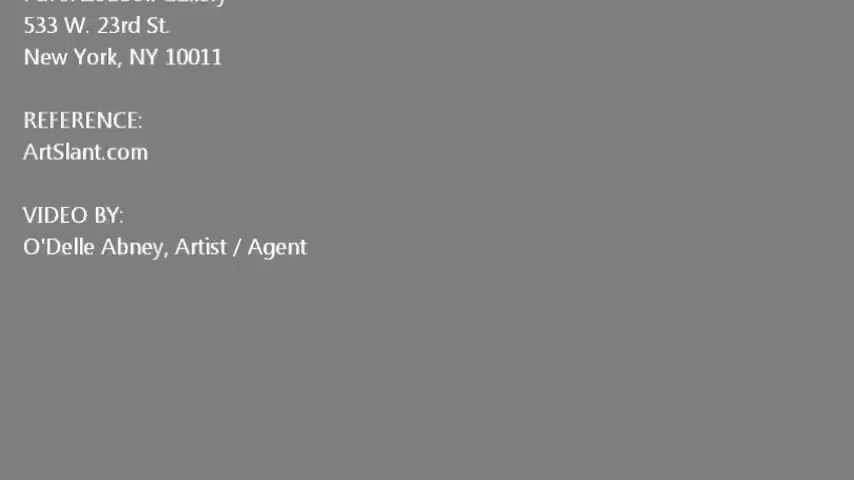 533 W. 23rd St.
New York, NY 10011
REFERENCE:
ArtSlant.com
VIDEO BY:
O'Delle Abney, Artist / Agent